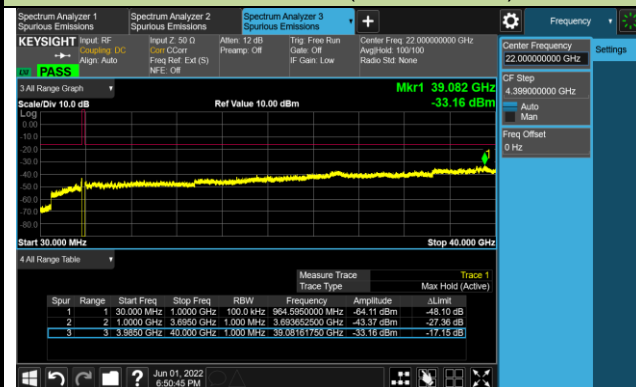 Spectrum Analyzer 1
Spurious Emissions
Spectrum Analyzer 2
Spurious Emissions
Spectrum Analyzer 3
Spurious Emissions
Frequency
KEYSIGHT
Input: RF
Coupling: DC
Align: Auto
Input Z: 50 Ω
Corr CCorr
Freq Ref: Ext (S)
NFE: Off
Atten: 12 dB
Preamp: Off
Trig: Free Run
Gate: Off
IF Gain: Low
Center Freq: 22.000000000 GHz
Avg|Hold: 100/100
Radio Std: None
PASS
Center Frequency
22.000000000 GHz
Settings
CF Step
4.399000000 GHz
Auto
Man
Freq Offset
0 Hz
3 All Range Graph
Mkr1 39.082 GHz
Scale/Div 10.0 dB
Ref Value 10.00 dBm
-33.16 dBm
Log
0.00
-10.0
-20.0
-30.0
-40.0
-50.0
-60.0
-70.0
-80.0
1
Start 30.000 MHz
Stop 40.000 GHz
4 All Range Table
Measure Trace Trace 1
Trace Type Max Hold (Active)
Spur Range Start Freq Stop Freq RBW Frequency Amplitude ΔLimit
1 1 30.000 MHz 1.0000 GHz 100.0 kHz 964.5950000 MHz -64.11 dBm -48.10 dB
2 2 1.0000 GHz 3.6950 GHz 1.000 MHz 3.693652500 GHz -43.37 dBm -27.36 dB
3 3 3.9850 GHz 40.000 GHz 1.000 MHz 39.08161750 GHz -33.16 dBm -17.15 dB
Jun 01, 2022
6:50:45 PM